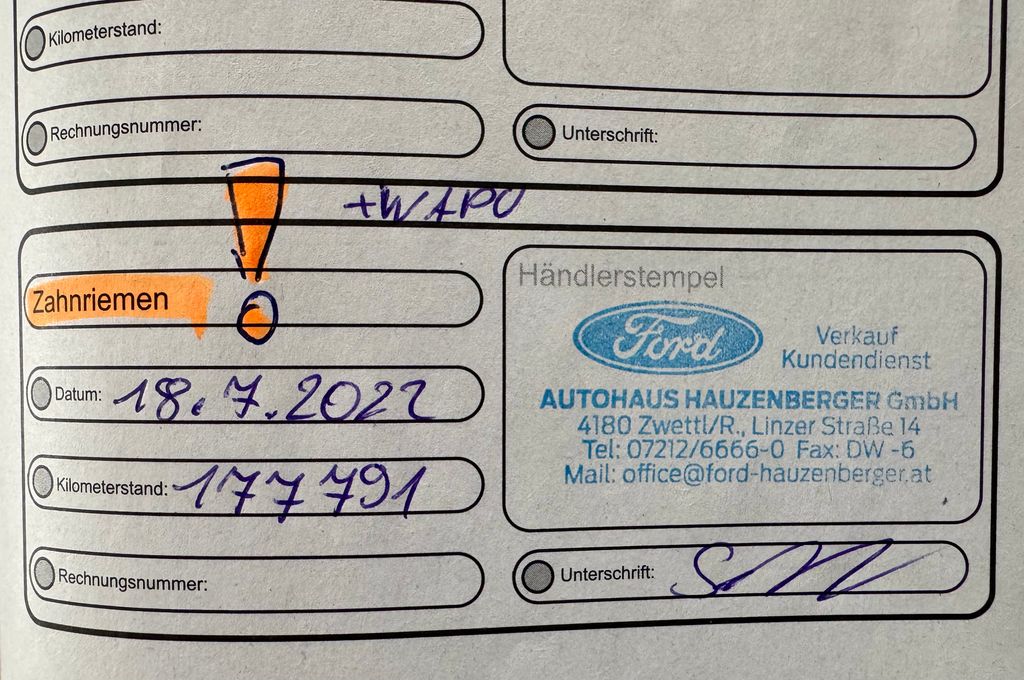 Kilometerstand:
Rechnungsnummer:
Unterschrift:
+WAPU
Zahnriemen !
Händlerstempel
Ford
Verkauf
Kundendienst
AUTOHAUS HAUZENBERGER GmbH
4180 Zwettl/R., Linzer Straße 14
Tel: 07212/6666-0 Fax: DW -6
Mail: office@ford-hauzenberger.at
Datum: 18.7.2022
Kilometerstand: 177791
Rechnungsnummer:
Unterschrift: